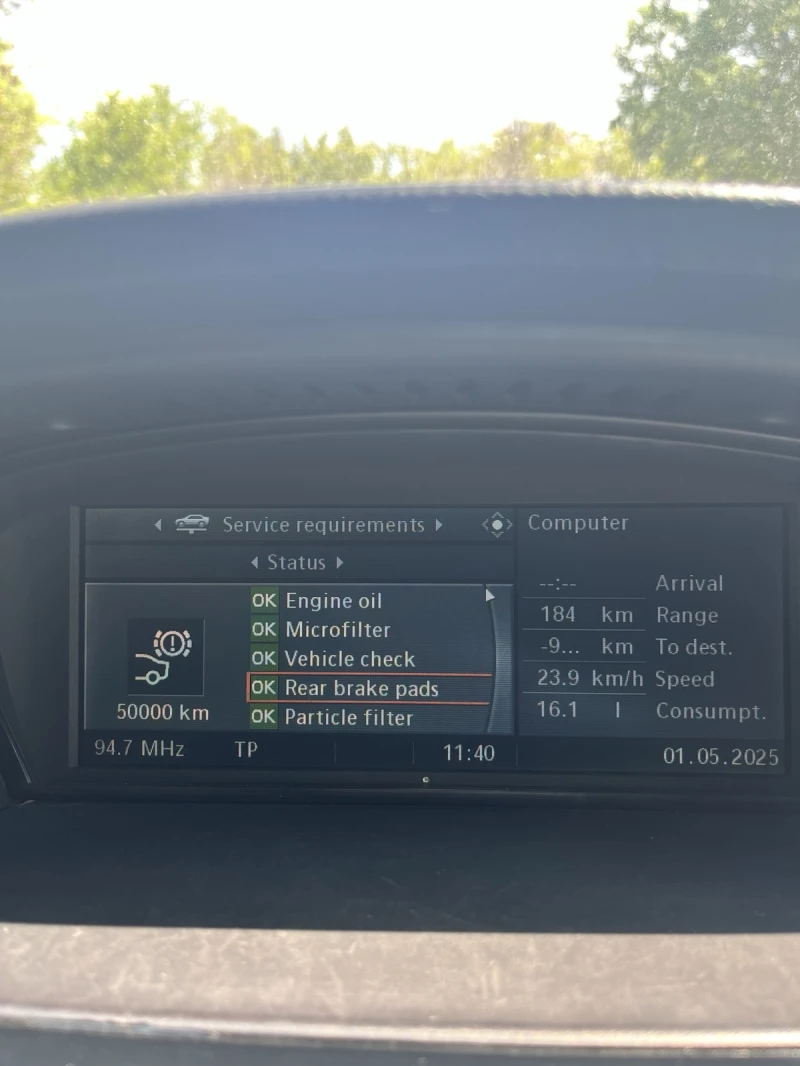 Service requirements
Status
OK Engine oil
OK Microfilter
OK Vehicle check
OK Rear brake pads
OK Particle filter
50000 km
Computer
--:-- Arrival
184 km Range
-9... km To dest.
23.9 km/h Speed
16.1 l Consumpt.
94.7 MHz TP 11:40 01.05.2025